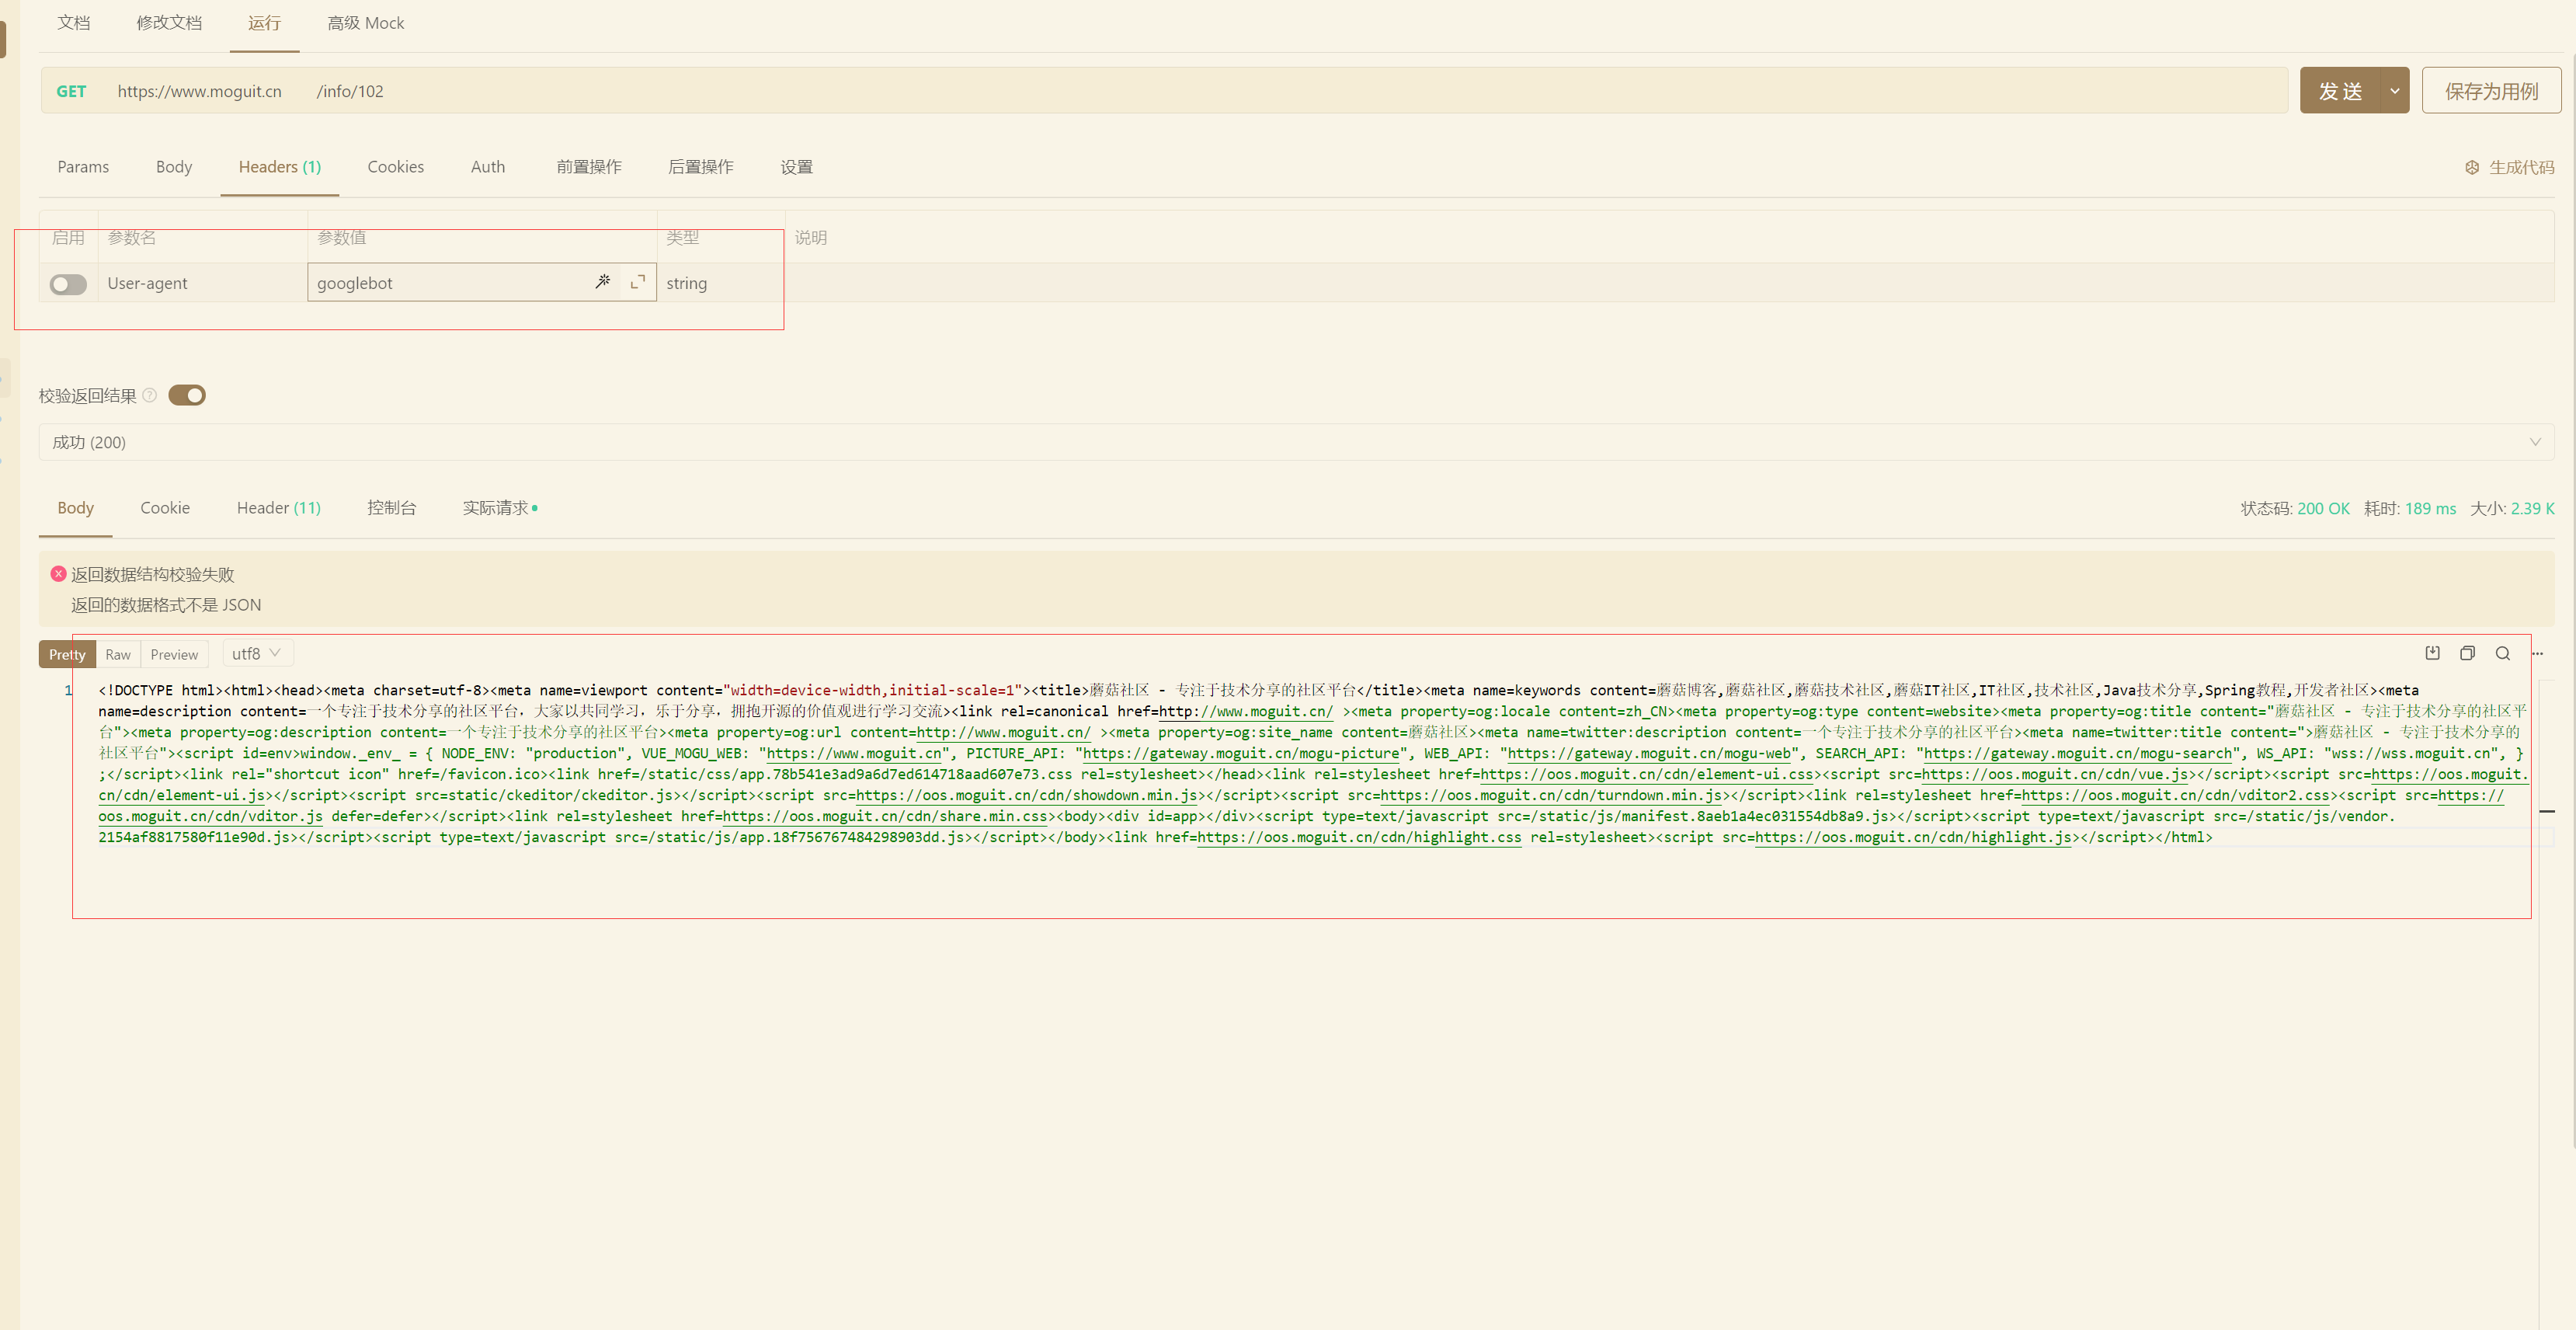 文档 修改文档 运行 高级 Mock
GET https://www.moguit.cn /info/102 发 送 保存为用例
Params Body Headers (1) Cookies Auth 前置操作 后置操作 设置 生成代码
启用 参数名 参数值 类型 说明
User-agent googlebot string
校验返回结果 ?
成功 (200)
Body Cookie Header (11) 控制台 实际请求 状态码: 200 OK 耗时: 189 ms 大小: 2.39 K
返回数据结构校验失败
返回的数据格式不是 JSON
Pretty Raw Preview utf8
1 <!DOCTYPE html><html><head><meta charset=utf-8><meta name=viewport content="width=device-width,initial-scale=1"><title>蘑菇社区 - 专注于技术分享的社区平台</title><meta name=keywords content=蘑菇博客,蘑菇社区,蘑菇技术社区,蘑菇IT社区,IT社区,技术社区,Java技术分享,Spring教程,开发者社区><meta
name=description content=一个专注于技术分享的社区平台，大家以共同学习，乐于分享，拥抱开源的价值观进行学习交流><link rel=canonical href=http://www.moguit.cn/ ><meta property=og:locale content=zh_CN><meta property=og:type content=website><meta property=og:title content="蘑菇社区 - 专注于技术分享的社区平
台"><meta property=og:description content=一个专注于技术分享的社区平台><meta property=og:url content=http://www.moguit.cn/ ><meta property=og:site_name content=蘑菇社区><meta name=twitter:description content=一个专注于技术分享的社区平台><meta name=twitter:title content=">蘑菇社区 - 专注于技术分享的
社区平台"><script id=env>window._env_ = { NODE_ENV: "production", VUE_MOGU_WEB: "https://www.moguit.cn", PICTURE_API: "https://gateway.moguit.cn/mogu-picture", WEB_API: "https://gateway.moguit.cn/mogu-web", SEARCH_API: "https://gateway.moguit.cn/mogu-search", WS_API: "wss://wss.moguit.cn", }
;</script><link rel="shortcut icon" href=/favicon.ico><link href=/static/css/app.78b541e3ad9a6d7ed614718aad607e73.css rel=stylesheet></head><link rel=stylesheet href=https://oos.moguit.cn/cdn/element-ui.css><script src=https://oos.moguit.cn/cdn/vue.js></script><script src=https://oos.moguit.
cn/cdn/element-ui.js></script><script src=static/ckeditor/ckeditor.js></script><script src=https://oos.moguit.cn/cdn/showdown.min.js></script><script src=https://oos.moguit.cn/cdn/turndown.min.js></script><link rel=stylesheet href=https://oos.moguit.cn/cdn/vditor2.css><script src=https://
oos.moguit.cn/cdn/vditor.js defer=defer></script><link rel=stylesheet href=https://oos.moguit.cn/cdn/share.min.css><body><div id=app></div><script type=text/javascript src=/static/js/manifest.8aeb1a4ec031554db8a9.js></script><script type=text/javascript src=/static/js/vendor.
2154af8817580f11e90d.js></script><script type=text/javascript src=/static/js/app.18f756767484298903dd.js></script></body><link href=https://oos.moguit.cn/cdn/highlight.css rel=stylesheet><script src=https://oos.moguit.cn/cdn/highlight.js></script></html>